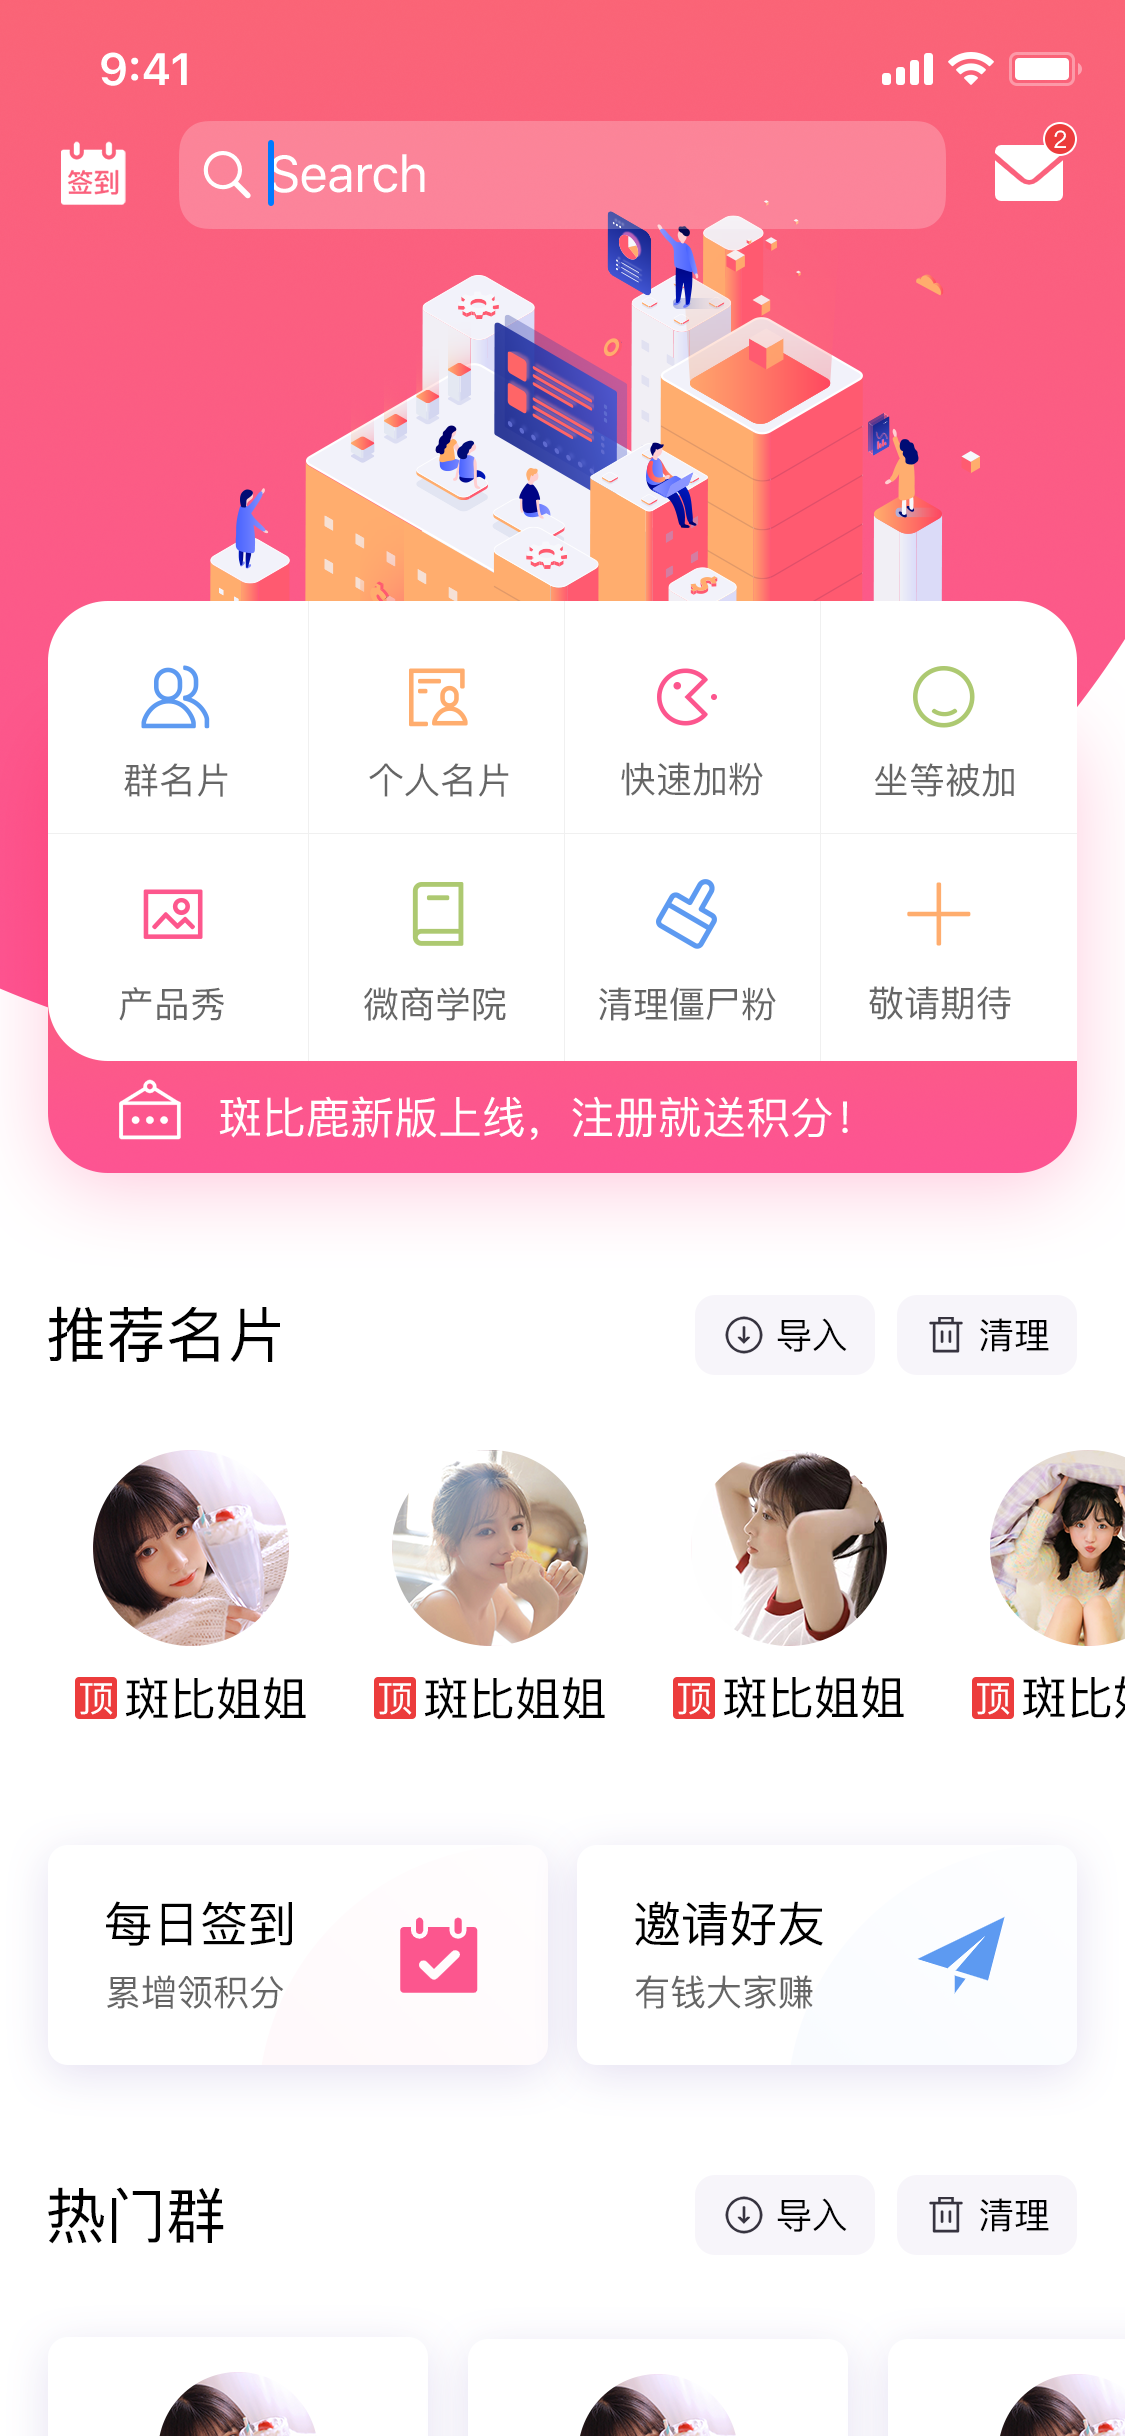 9:41
签到
Search
2
群名片
个人名片
快速加粉
坐等被加
产品秀
微商学院
清理僵尸粉
敬请期待
斑比鹿新版上线，注册就送积分！
推荐名片
导入
清理
顶 斑比姐姐
顶 斑比姐姐
顶 斑比姐姐
顶 斑比
每日签到
累增领积分
邀请好友
有钱大家赚
热门群
导入
清理